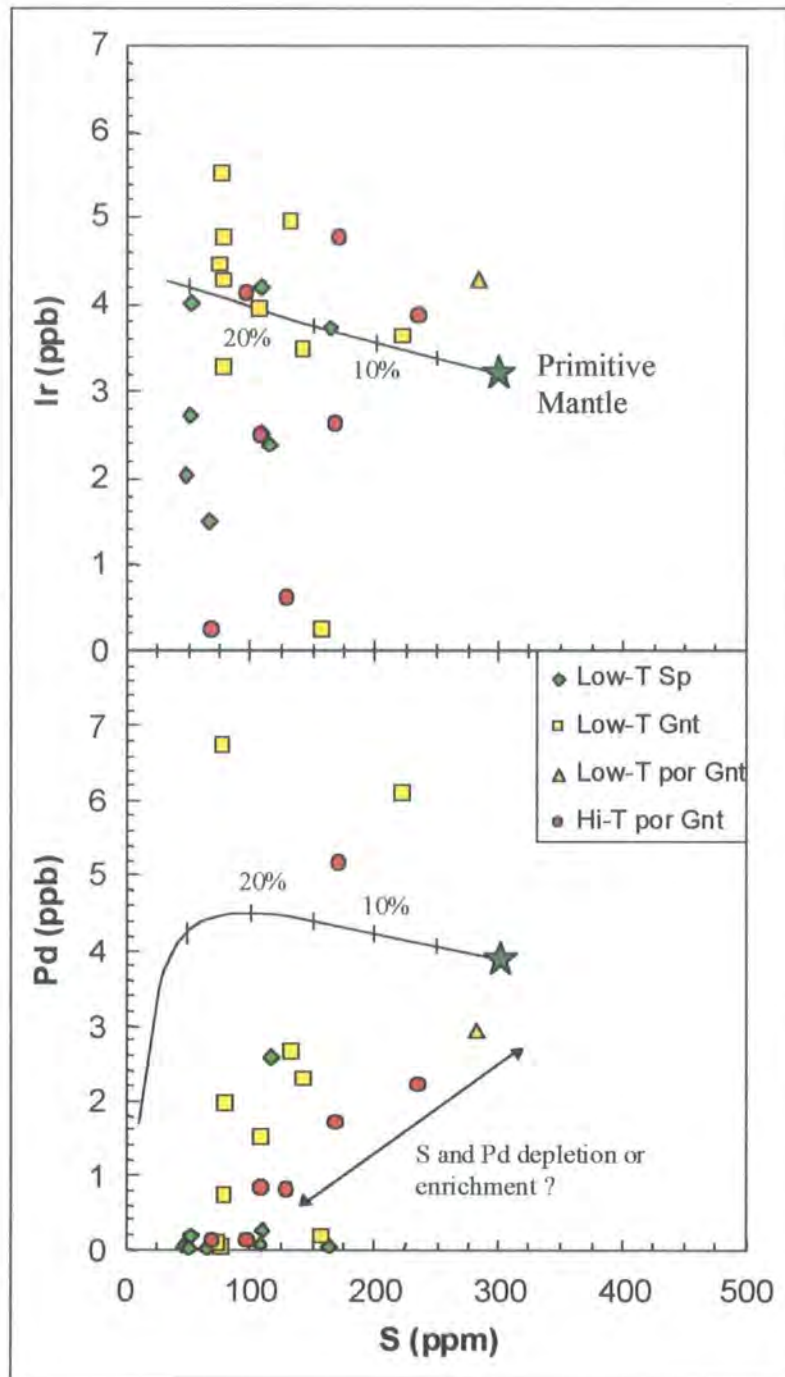 7
6
5
4
3
2
1
0
Ir (ppb)
20%
10%
Primitive
Mantle
Low-T Sp
Low-T Gnt
Low-T por Gnt
Hi-T por Gnt
7
6
5
4
3
2
1
0
Pd (ppb)
20%
10%
S and Pd depletion or
enrichment ?
0 100 200 300 400 500
S (ppm)